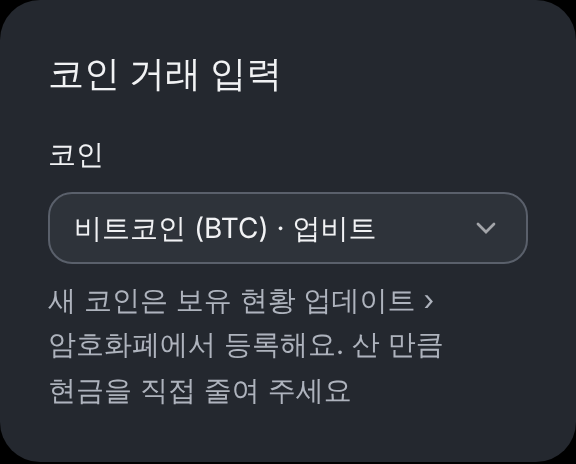 코인 거래 입력
코인
비트코인 (BTC) · 업비트
새 코인은 보유 현황 업데이트 ›
암호화폐에서 등록해요. 산 만큼
현금을 직접 줄여 주세요